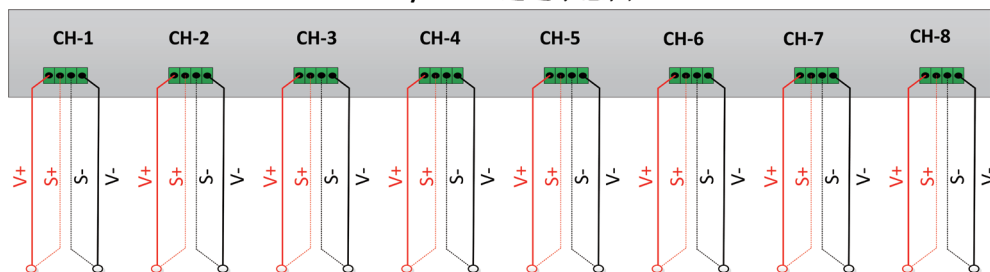 CH-1 CH-2 CH-3 CH-4 CH-5 CH-6 CH-7 CH-8
V+ S+ S- V- V+ S+ S- V- V+ S+ S- V- V+ S+ S- V- V+ S+ S- V- V+ S+ S- V- V+ S+ S- V- V+ S+ S- V-